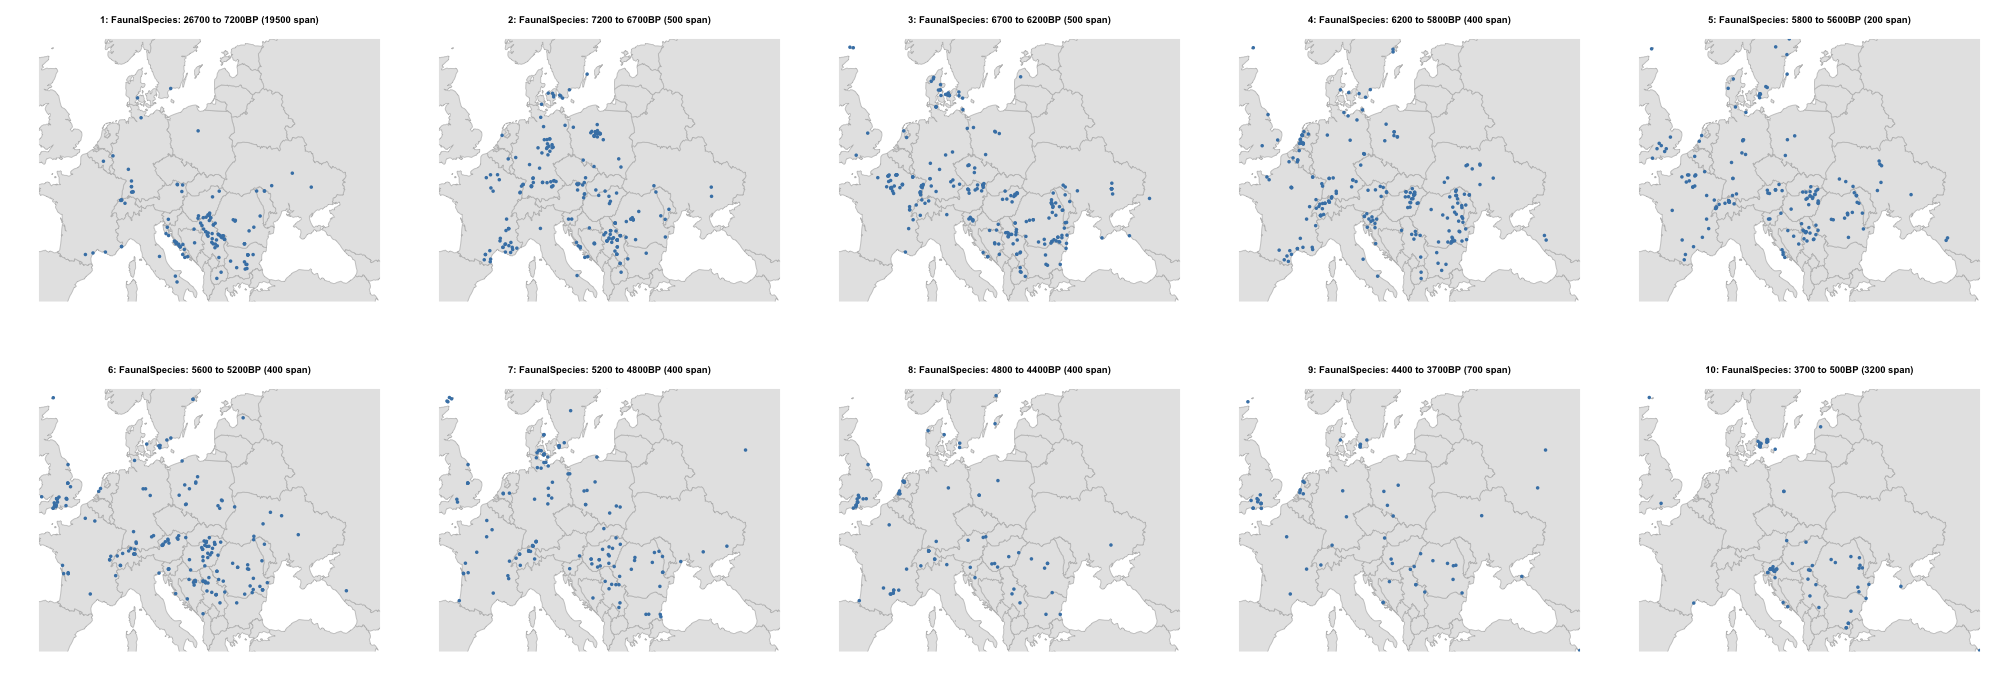 1: FaunalSpecies: 26700 to 7200BP (19500 span)
2: FaunalSpecies: 7200 to 6700BP (500 span)
3: FaunalSpecies: 6700 to 6200BP (500 span)
4: FaunalSpecies: 6200 to 5800BP (400 span)
5: FaunalSpecies: 5800 to 5600BP (200 span)
6: FaunalSpecies: 5600 to 5200BP (400 span)
7: FaunalSpecies: 5200 to 4800BP (400 span)
8: FaunalSpecies: 4800 to 4400BP (400 span)
9: FaunalSpecies: 4400 to 3700BP (700 span)
10: FaunalSpecies: 3700 to 500BP (3200 span)